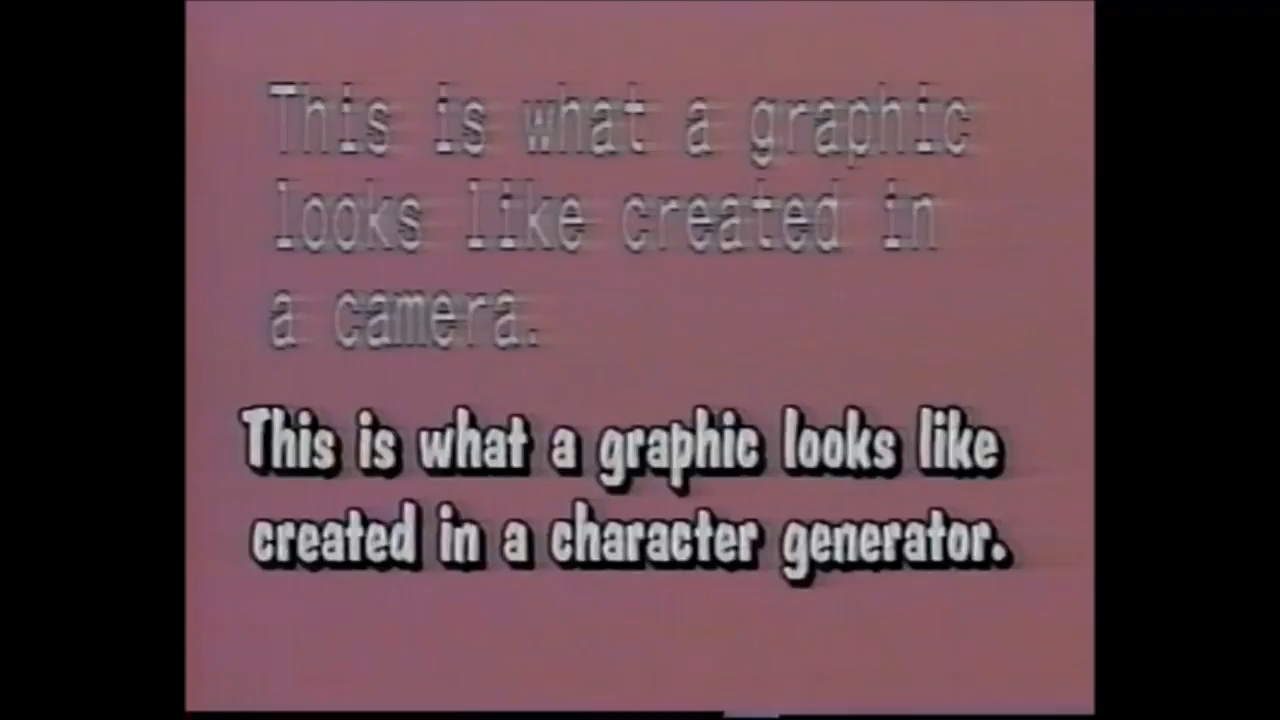 This is what a graphic
looks like created in
a camera.
This is what a graphic looks like
created in a character generator.